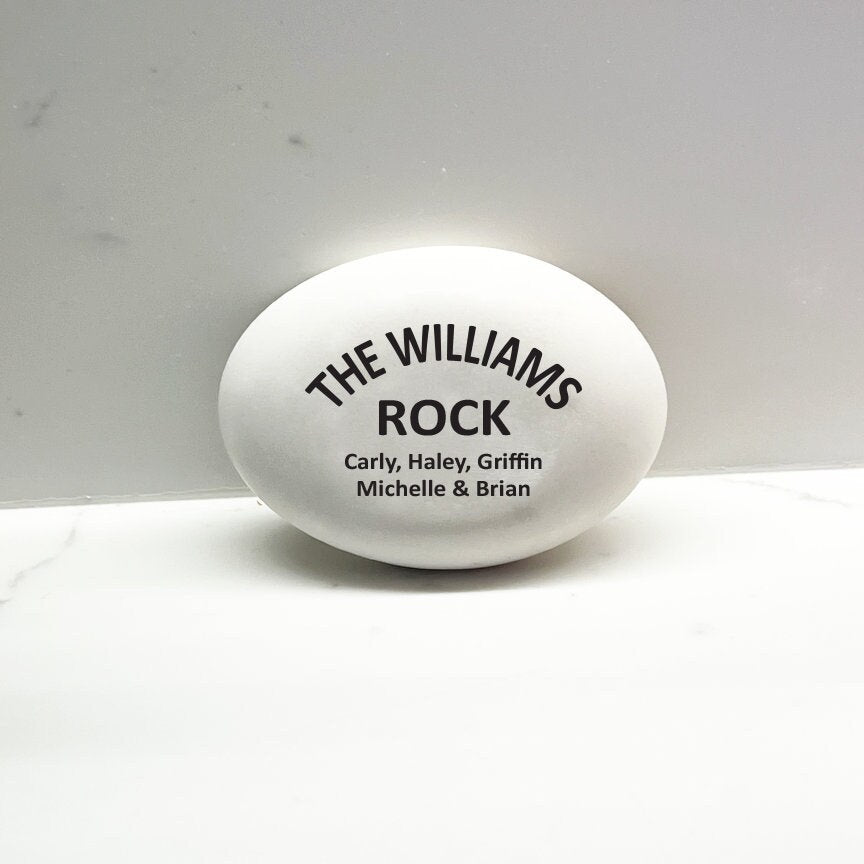 THE WILLIAMS
ROCK
Carly, Haley, Griffin
Michelle & Brian